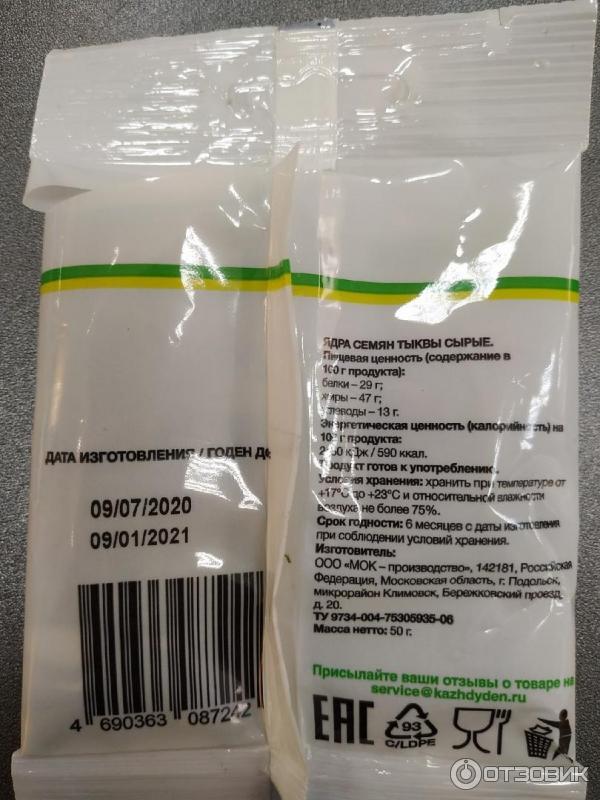 ДАТА ИЗГОТОВЛЕНИЯ / ГОДЕН ДО
09/07/2020
09/01/2021
4 690363 087242
ЯДРА СЕМЯН ТЫКВЫ СЫРЫЕ.
Пищевая ценность (содержание в
100 г продукта):
белки – 29 г;
жиры – 47 г;
углеводы – 13 г.
Энергетическая ценность (калорийность) на
100 г продукта:
кДж / 590 ккал.
Продукт готов к употреблению.
Условия хранения: хранить при температуре от
+17°С до +23°С и относительной влажности
воздуха не более 75%.
Срок годности: 6 месяцев с даты изготовления
при соблюдении условий хранения.
Изготовитель:
ООО «МОК – производство», 142181, Российская
Федерация, Московская область, г. Подольск,
микрорайон Климовск, Бережковский проезд,
д. 20.
ТУ 9734-004-75305935-06
Масса нетто: 50 г.
Присылайте ваши отзывы о товаре на
service@kazhdyden.ru
ЕАС
93
C/LDPE
ОТЗОВИК